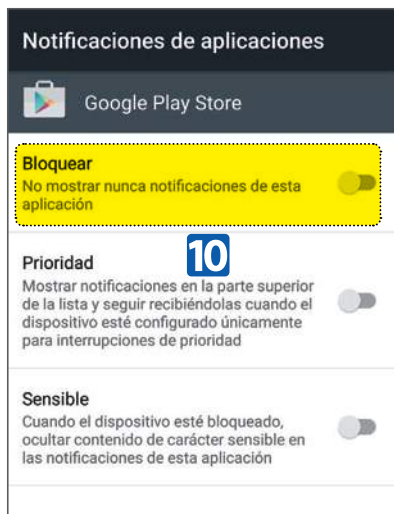 Notificaciones de aplicaciones
Google Play Store
Bloquear
No mostrar nunca notificaciones de esta
aplicación
10
Prioridad
Mostrar notificaciones en la parte superior
de la lista y seguir recibiéndolas cuando el
dispositivo esté configurado únicamente
para interrupciones de prioridad
Sensible
Cuando el dispositivo esté bloqueado,
ocultar contenido de carácter sensible en
las notificaciones de esta aplicación